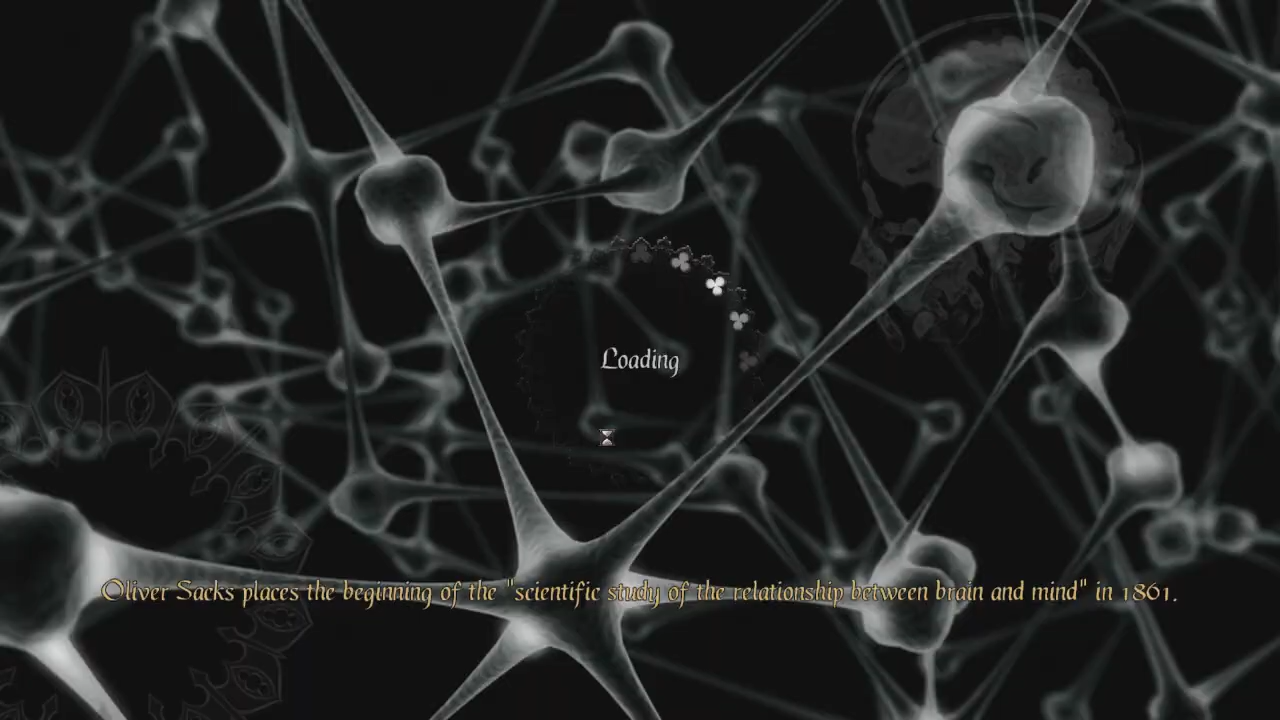 Loading
Oliver Sacks places the beginning of the "scientific study of the relationship between brain and mind" in 1861.